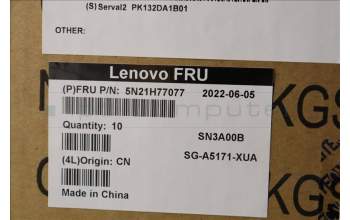 (S)Serval2 PK132DA1B01
OTHER:
Lenovo FRU
(P)FRU P/N: 5N21H77077 2022-06-05
Quantity: 10
SN3A00B
(4L)Origin: CN
SG-A5171-XUA
Made in China
KGS
KGS